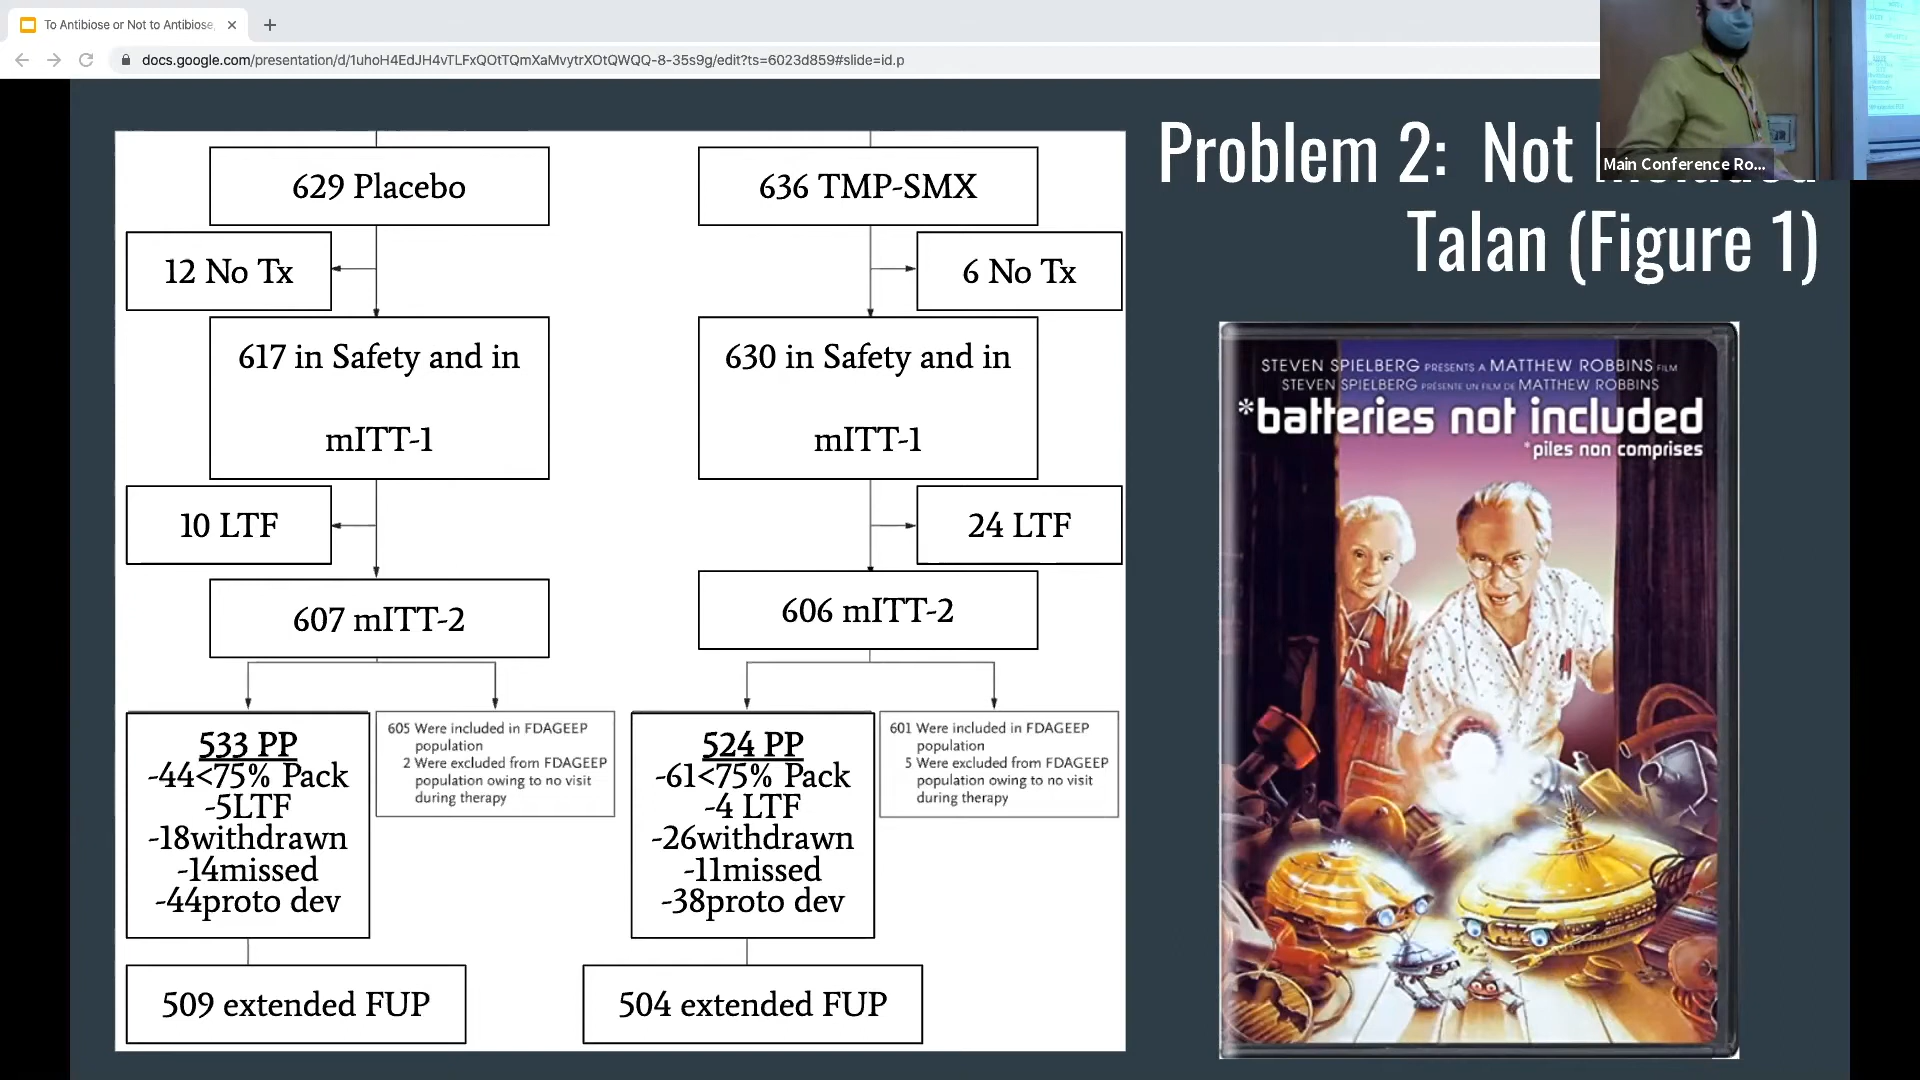 To Antibiose or Not to Antibiose
docs.google.com/presentation/d/1uhoH4EdJH4vTLFxQOtTQmXaMvytrXOtQWQQ-8-35s9g/edit?ts=6023d859#slide=id.p
Main Conference Ro...
Problem 2: Not
Talan (Figure 1)
629 Placebo
636 TMP-SMX
12 No Tx
6 No Tx
617 in Safety and in
mITT-1
630 in Safety and in
mITT-1
10 LTF
24 LTF
607 mITT-2
606 mITT-2
533 PP
-44<75% Pack
-5LTF
-18withdrawn
-14missed
-44proto dev
605 Were included in FDAGEEP
population
2 Were excluded from FDAGEEP
population owing to no visit
during therapy
524 PP
-61<75% Pack
-4 LTF
-26withdrawn
-11missed
-38proto dev
601 Were included in FDAGEEP
population
5 Were excluded from FDAGEEP
population owing to no visit
during therapy
509 extended FUP
504 extended FUP
STEVEN SPIELBERG PRESENTS A MATTHEW ROBBINS FILM
STEVEN SPIELBERG PRÉSENTE UN FILM DE MATTHEW ROBBINS
*batteries not included
*piles non comprises